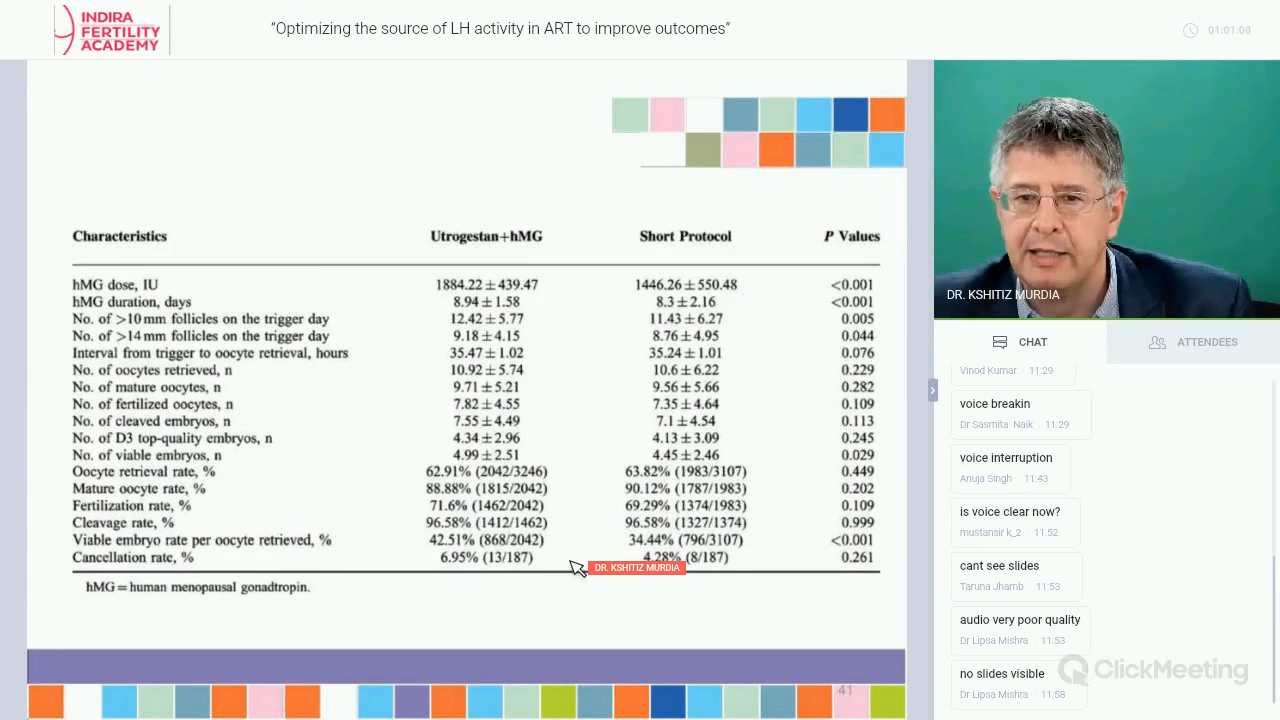 INDIRA
FERTILITY
ACADEMY
“Optimizing the source of LH activity in ART to improve outcomes”
01:01:08
Characteristics Utrogestan+hMG Short Protocol P Values
hMG dose, IU 1884.22 ± 439.47 1446.26 ± 550.48 <0.001
hMG duration, days 8.94 ± 1.58 8.3 ± 2.16 <0.001
No. of >10 mm follicles on the trigger day 12.42 ± 5.77 11.43 ± 6.27 0.005
No. of >14 mm follicles on the trigger day 9.18 ± 4.15 8.76 ± 4.95 0.044
Interval from trigger to oocyte retrieval, hours 35.47 ± 1.02 35.24 ± 1.01 0.076
No. of oocytes retrieved, n 10.92 ± 5.74 10.6 ± 6.22 0.229
No. of mature oocytes, n 9.71 ± 5.21 9.56 ± 5.66 0.282
No. of fertilized oocytes, n 7.82 ± 4.55 7.35 ± 4.64 0.109
No. of cleaved embryos, n 7.55 ± 4.49 7.1 ± 4.54 0.113
No. of D3 top-quality embryos, n 4.34 ± 2.96 4.13 ± 3.09 0.245
No. of viable embryos, n 4.99 ± 2.51 4.45 ± 2.46 0.029
Oocyte retrieval rate, % 62.91% (2042/3246) 63.82% (1983/3107) 0.449
Mature oocyte rate, % 88.88% (1815/2042) 90.12% (1787/1983) 0.202
Fertilization rate, % 71.6% (1462/2042) 69.29% (1374/1983) 0.109
Cleavage rate, % 96.58% (1412/1462) 96.58% (1327/1374) 0.999
Viable embryo rate per oocyte retrieved, % 42.51% (868/2042) 34.44% (796/3107) <0.001
Cancellation rate, % 6.95% (13/187) 4.28% (8/187) 0.261
DR. KSHITIZ MURDIA
hMG = human menopausal gonadotropin.
41
DR. KSHITIZ MURDIA
CHAT ATTENDEES
Vinod Kumar 11:29
voice breakin
Dr Sasmita Naik 11:29
voice interruption
Anuja Singh 11:43
is voice clear now?
mustansir k_2 11:52
cant see slides
Taruna Jhamb 11:53
audio very poor quality
Dr Lipsa Mishra 11:53
no slides visible
Dr Lipsa Mishra 11:58
ClickMeeting